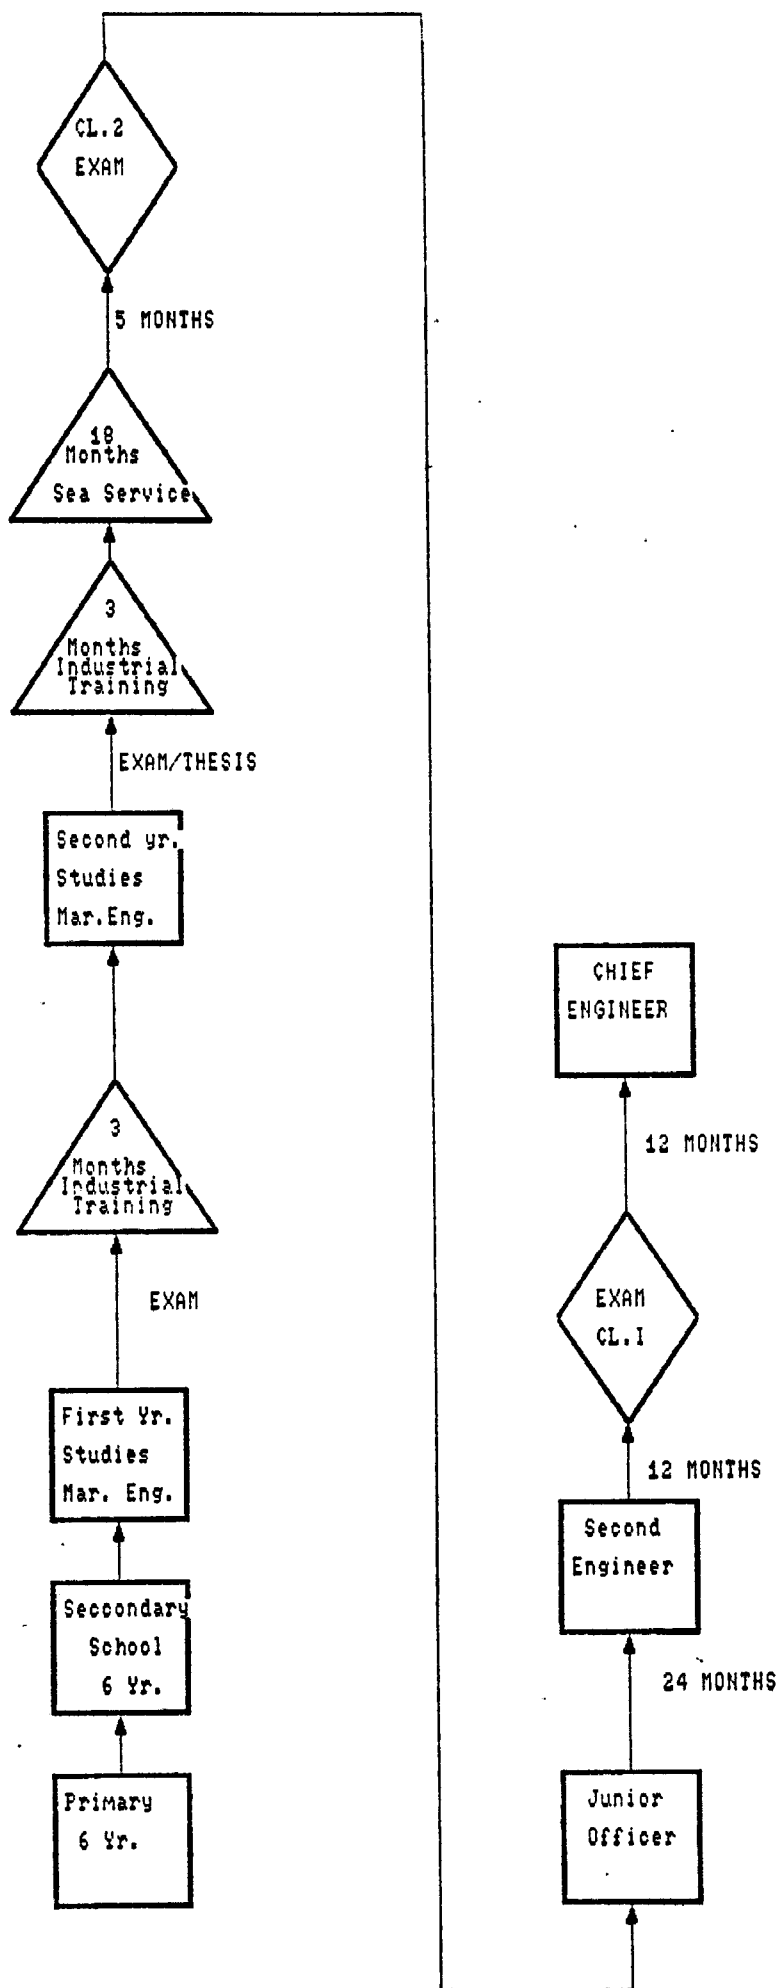 CL.2
EXAM
5 MONTHS
18
Months
Sea Service
3
Months
Industrial
Training
EXAM/THESIS
Second yr.
Studies
Mar.Eng.
3
Months
Industrial
Training
EXAM
First Yr.
Studies
Mar. Eng.
Seccondary
School
6 Yr.
Primary
6 Yr.
CHIEF
ENGINEER
12 MONTHS
EXAM
CL.I
12 MONTHS
Second
Engineer
24 MONTHS
Junior
Officer